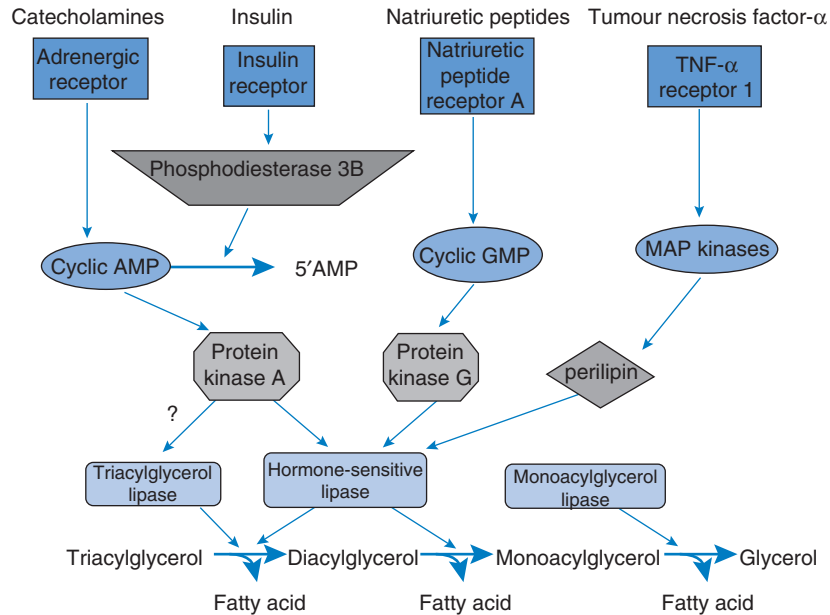 Catecholamines
Insulin
Natriuretic peptides
Tumour necrosis factor-α
Adrenergic
receptor
Insulin
receptor
Natriuretic
peptide
receptor A
TNF-α
receptor 1
Phosphodiesterase 3B
Cyclic AMP
5′AMP
Cyclic GMP
MAP kinases
Protein
kinase A
Protein
kinase G
perilipin
?
Triacylglycerol
lipase
Hormone-sensitive
lipase
Monoacylglycerol
lipase
Triacylglycerol
Diacylglycerol
Monoacylglycerol
Glycerol
Fatty acid
Fatty acid
Fatty acid